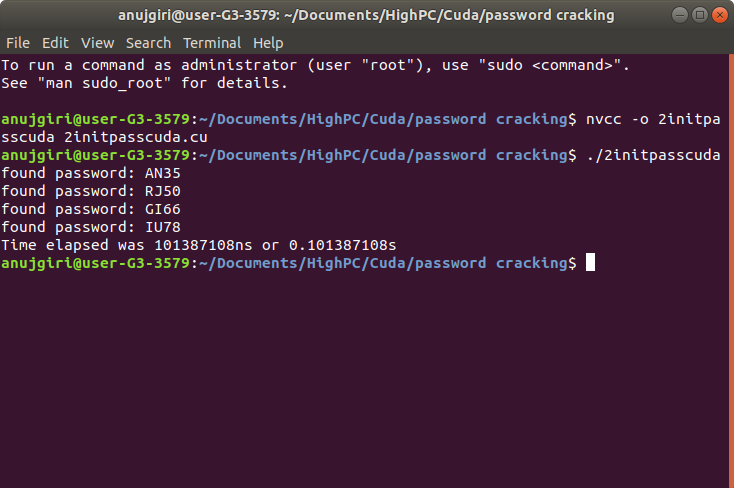 anujgiri@user-G3-3579: ~/Documents/HighPC/Cuda/password cracking
File Edit View Search Terminal Help
To run a command as administrator (user "root"), use "sudo <command>".
See "man sudo_root" for details.
anujgiri@user-G3-3579:~/Documents/HighPC/Cuda/password cracking$ nvcc -o 2initpa
sscuda 2initpasscuda.cu
anujgiri@user-G3-3579:~/Documents/HighPC/Cuda/password cracking$ ./2initpasscuda
found password: AN35
found password: RJ50
found password: GI66
found password: IU78
Time elapsed was 101387108ns or 0.101387108s
anujgiri@user-G3-3579:~/Documents/HighPC/Cuda/password cracking$